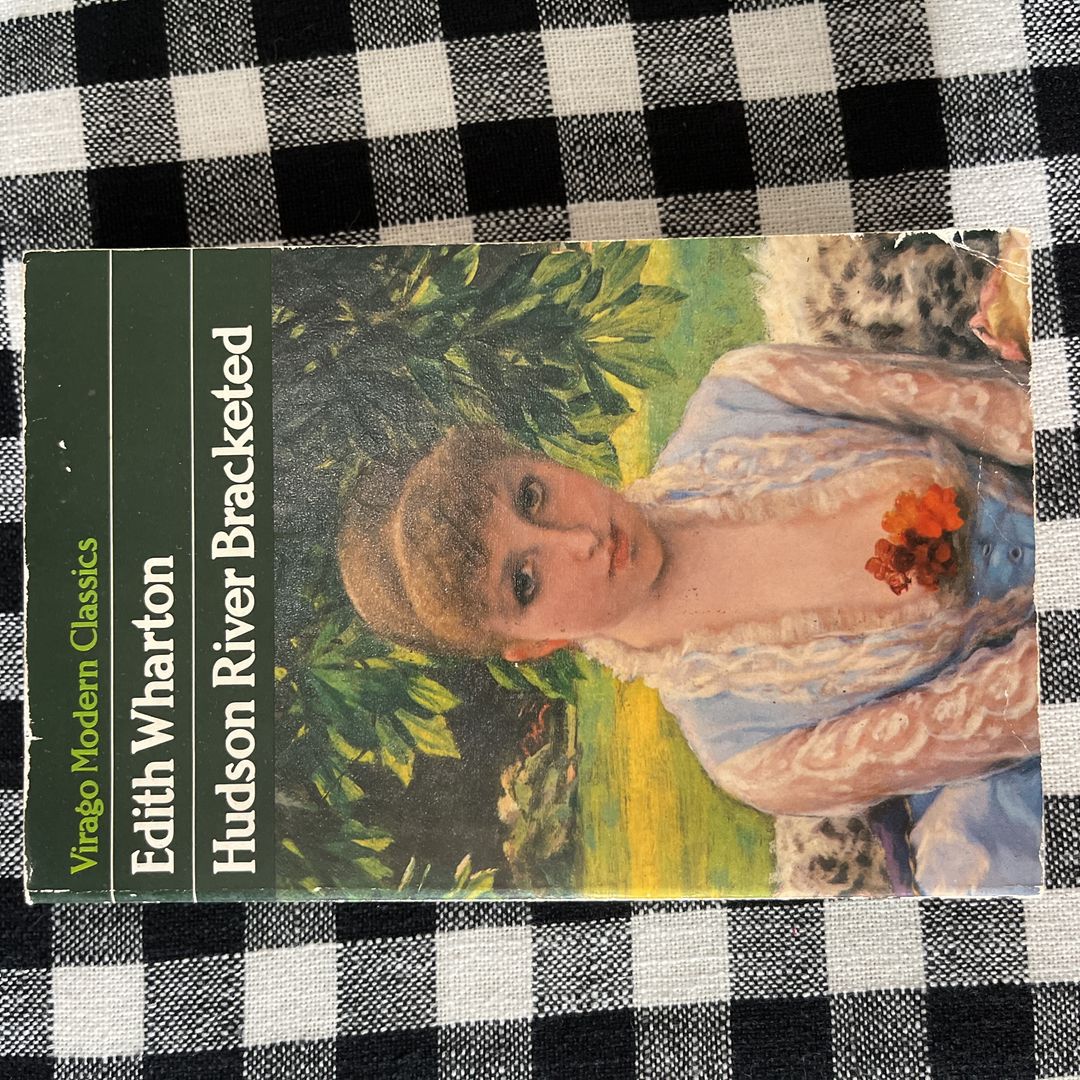 Virago Modern Classics
Edith Wharton
Hudson River Bracketed